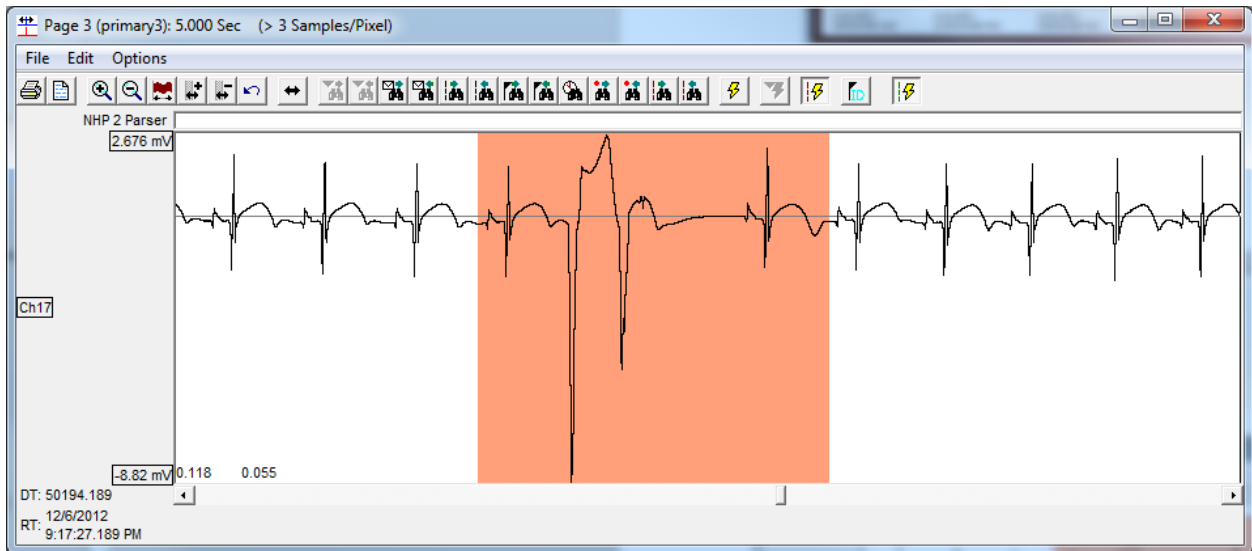 Page 3 (primary3): 5.000 Sec   (> 3 Samples/Pixel)
File Edit Options
ID
NHP 2 Parser
2.676 mV
Ch17
-8.82 mV 0.118 0.055
DT: 50194.189
RT: 12/6/2012
9:17:27.189 PM